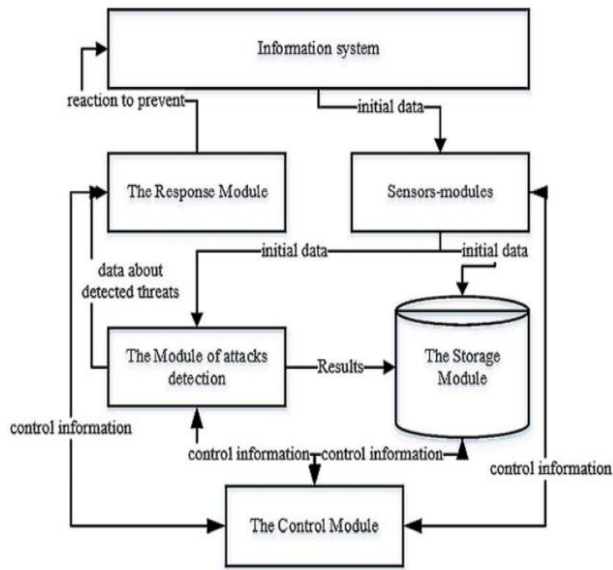 Information system
reaction to prevent
initial data
The Response Module
Sensors-modules
initial data
initial data
data about
detected threats
The Module of attacks
detection
Results
The Storage
Module
control information
control information
control information
control information
The Control Module